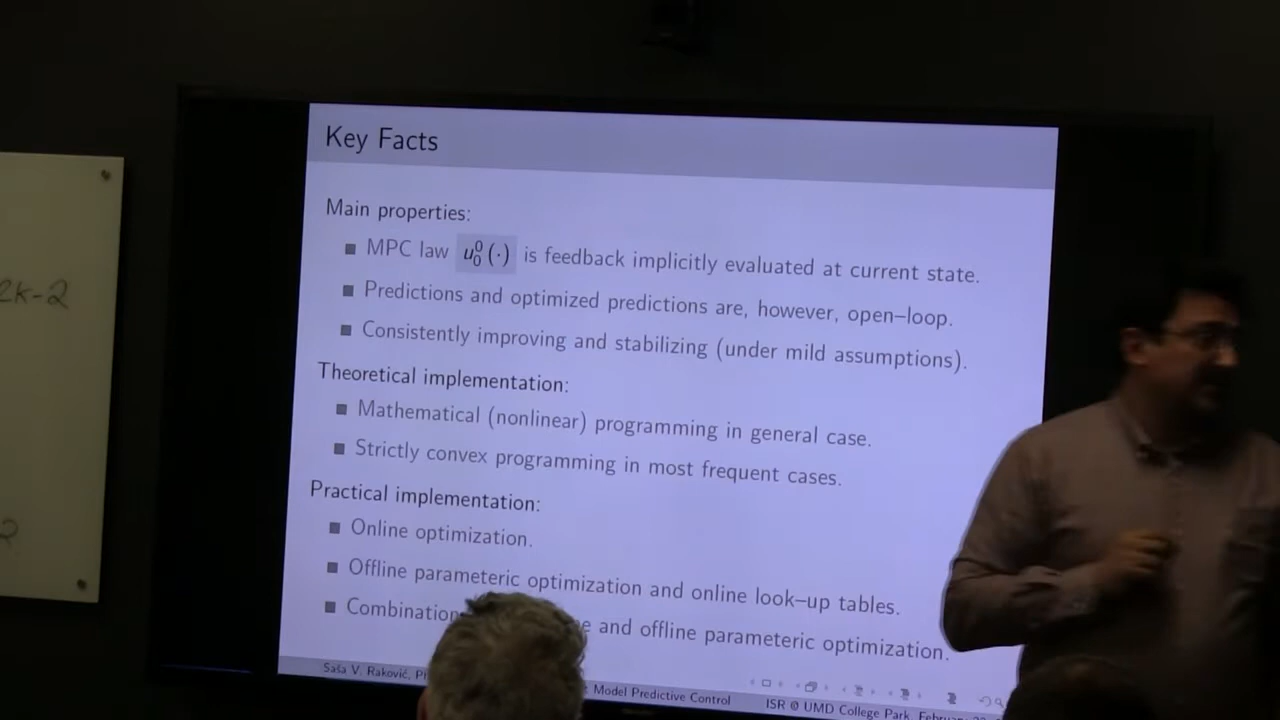 Key Facts
Main properties:
MPC law u₀⁰(·) is feedback implicitly evaluated at current state.
Predictions and optimized predictions are, however, open–loop.
Consistently improving and stabilizing (under mild assumptions).
Theoretical implementation:
Mathematical (nonlinear) programming in general case.
Strictly convex programming in most frequent cases.
Practical implementation:
Online optimization.
Offline parameteric optimization and online look–up tables.
Combination and offline parameteric optimization.
Saša V. Raković, Model Predictive Control ISR @ UMD College Park,
2k-2
2